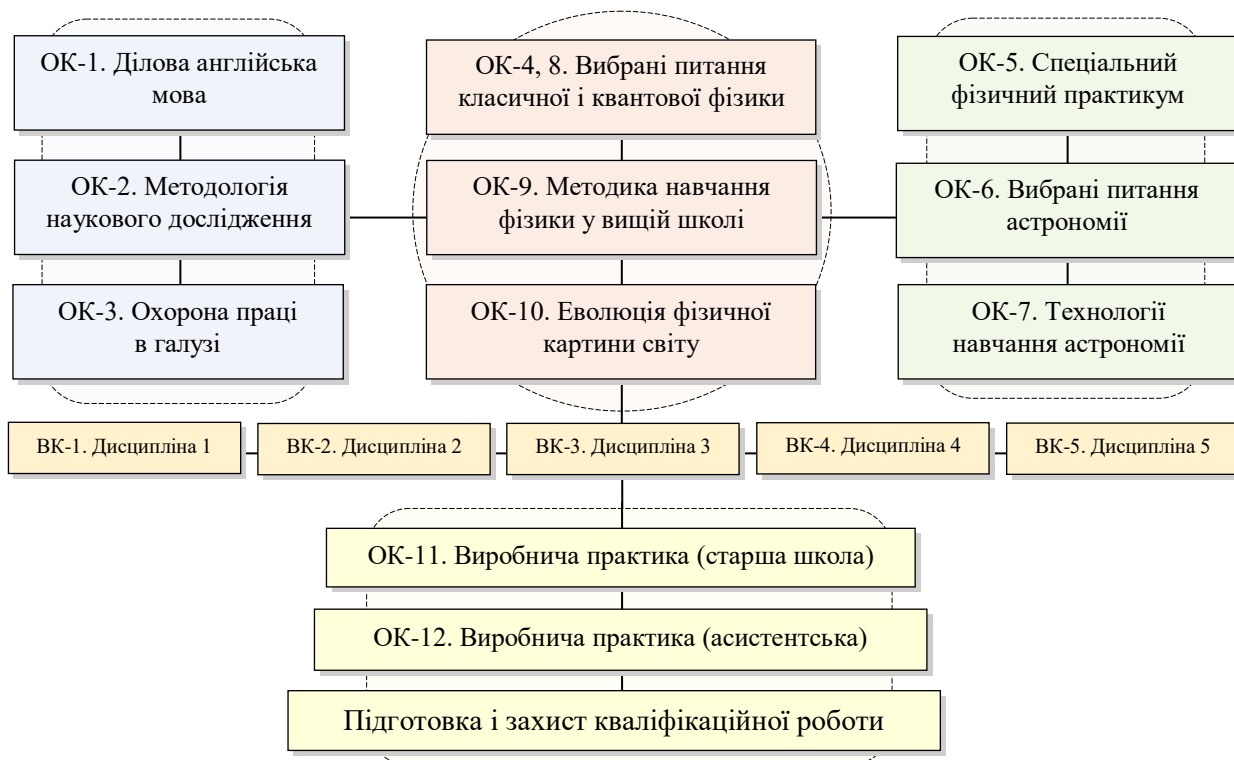 ОК-1. Ділова англійська
мова
ОК-2. Методологія
наукового дослідження
ОК-3. Охорона праці
в галузі
ОК-4, 8. Вибрані питання
класичної і квантової фізики
ОК-9. Методика навчання
фізики у вищій школі
ОК-10. Еволюція фізичної
картини світу
ОК-5. Спеціальний
фізичний практикум
ОК-6. Вибрані питання
астрономії
ОК-7. Технології
навчання астрономії
ВК-1. Дисципліна 1
ВК-2. Дисципліна 2
ВК-3. Дисципліна 3
ВК-4. Дисципліна 4
ВК-5. Дисципліна 5
ОК-11. Виробнича практика (старша школа)
ОК-12. Виробнича практика (асистентська)
Підготовка і захист кваліфікаційної роботи